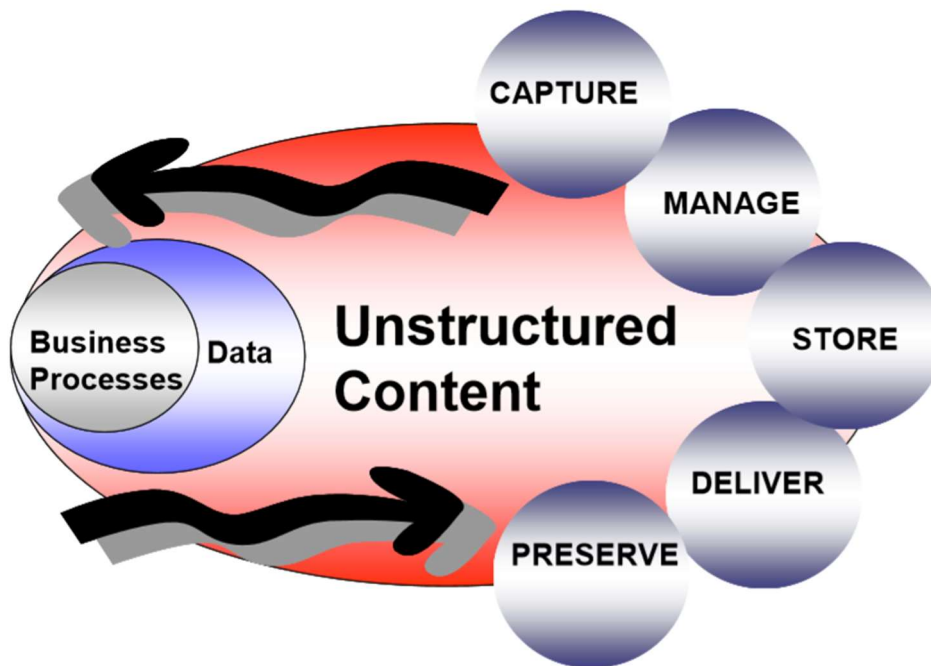 CAPTURE
MANAGE
STORE
DELIVER
PRESERVE
Unstructured
Content
Business
Processes
Data